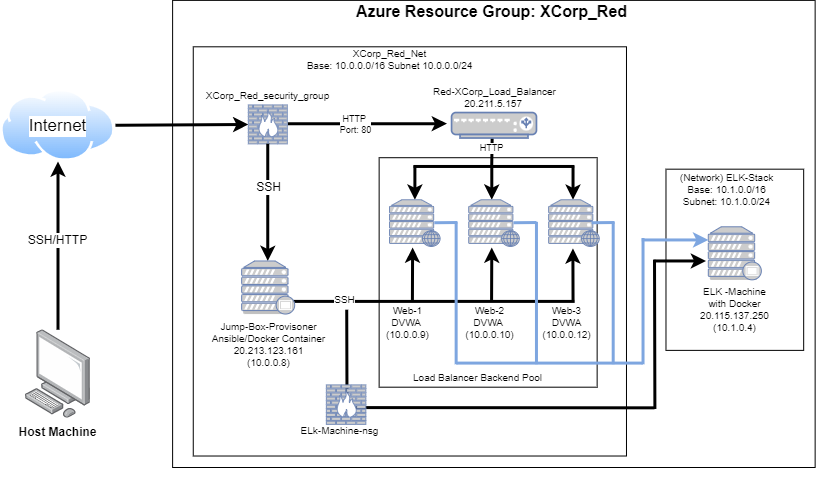 Azure Resource Group: XCorp_Red
XCorp_Red_Net
Base: 10.0.0.0/16 Subnet 10.0.0.0/24
XCorp_Red_security_group
Red-XCorp_Load_Balancer
20.211.5.157
Internet
HTTP
Port: 80
HTTP
SSH
(Network) ELK-Stack
Base: 10.1.0.0/16
Subnet: 10.1.0.0/24
SSH/HTTP
ELK -Machine
with Docker
20.115.137.250
(10.1.0.4)
SSH
Web-1
DVWA
(10.0.0.9)
Web-2
DVWA
(10.0.0.10)
Web-3
DVWA
(10.0.0.12)
Jump-Box-Provisoner
Ansible/Docker Container
20.213.123.161
(10.0.0.8)
Load Balancer Backend Pool
Host Machine
ELk-Machine-nsg